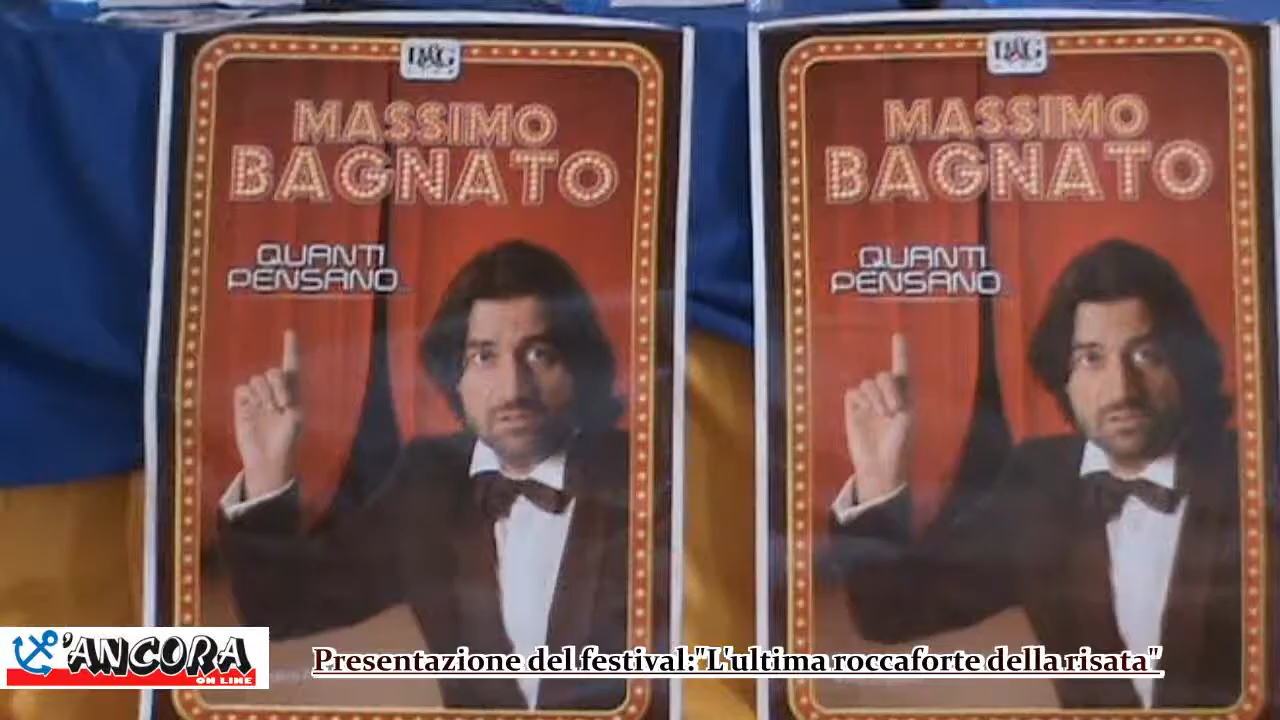 MASSIMO
BAGNATO
QUANTI
PENSANO...
MASSIMO
BAGNATO
QUANTI
PENSANO...
L'ANCORA
ON LINE
Presentazione del festival:"L'ultima roccaforte della risata"